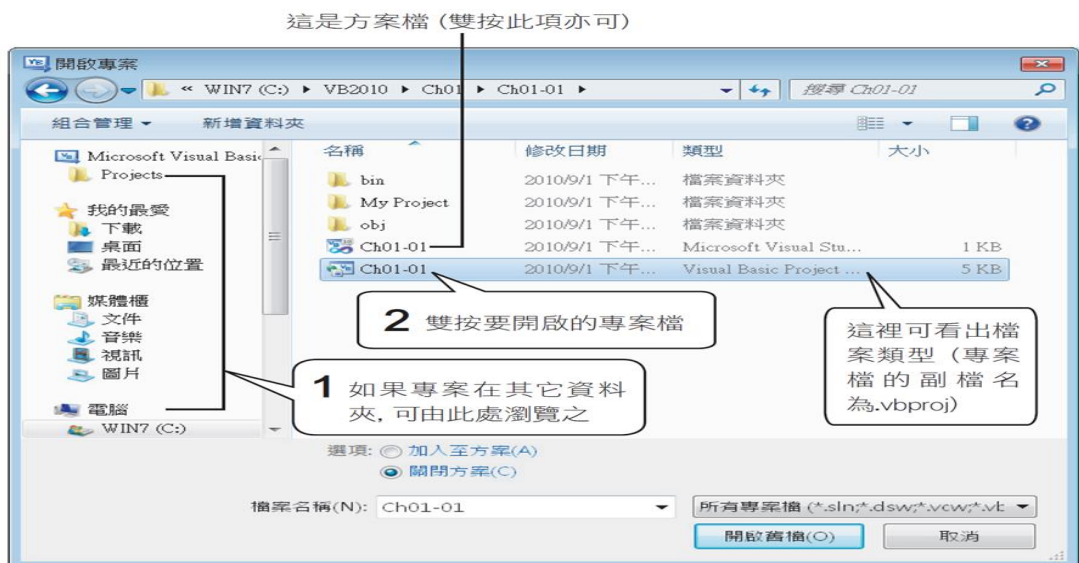 這是方案檔 (雙按此項亦可)
開啟專案
« WIN7 (C:) ▸ VB2010 ▸ Ch01 ▸ Ch01-01 ▸
搜尋 Ch01-01
組合管理 ▾ 新增資料夾
名稱 修改日期 類型 大小
Microsoft Visual Basic
Projects
我的最愛
下載
桌面
最近的位置
媒體櫃
文件
音樂
視訊
圖片
電腦
WIN7 (C:)
bin 2010/9/1 下午... 檔案資料夾
My Project 2010/9/1 下午... 檔案資料夾
obj 2010/9/1 下午... 檔案資料夾
Ch01-01 2010/9/1 下午... Microsoft Visual Stu... 1 KB
Ch01-01 2010/9/1 下午... Visual Basic Project ... 5 KB
2 雙按要開啟的專案檔
這裡可看出檔
案類型 (專案
檔的副檔名
為.vbproj)
1 如果專案在其它資料
夾, 可由此處瀏覽之
選項: 加入至方案(A)
關閉方案(C)
檔案名稱(N): Ch01-01
所有專案檔 (*.sln;*.dsw;*.vcw;*.vb
開啟舊檔(O) 取消